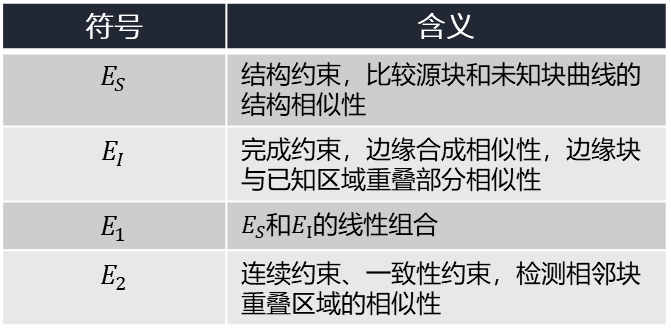 符号 含义
E_S 结构约束，比较源块和未知块曲线的
结构相似性
E_I 完成约束，边缘合成相似性，边缘块
与已知区域重叠部分相似性
E_1 E_S和E_I的线性组合
E_2 连续约束、一致性约束，检测相邻块
重叠区域的相似性